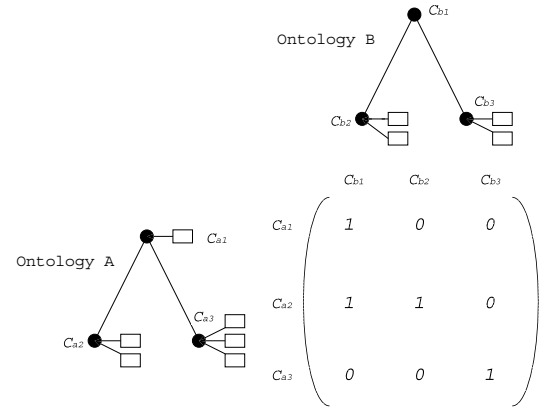 Cb1
Ontology B
Cb2
Cb3
Cb1 Cb2 Cb3
Ca1 1 0 0
Ca1
Ontology A
Ca2 1 1 0
Ca3
Ca2
Ca3 0 0 1